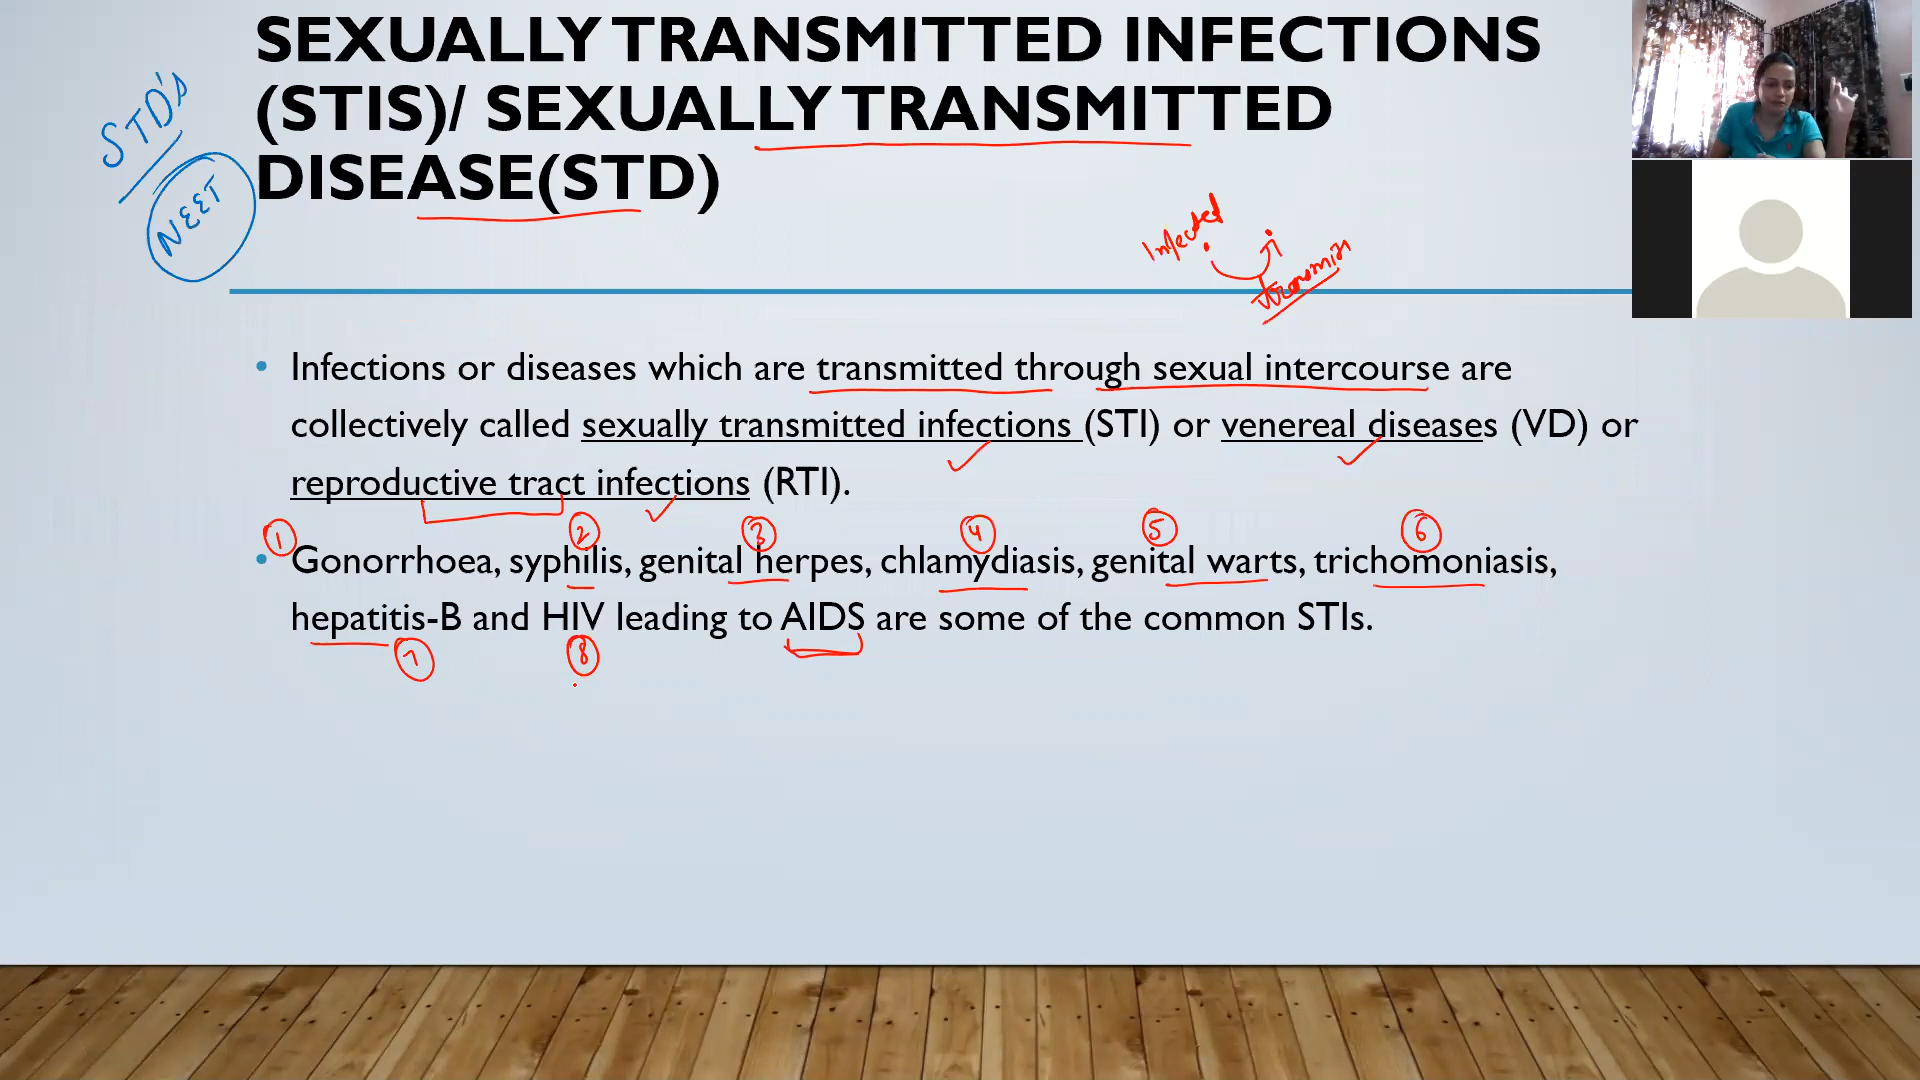 SEXUALLY TRANSMITTED INFECTIONS
(STIS)/ SEXUALLY TRANSMITTED
DISEASE(STD)
STD's
NEET
Infected
transmit
• Infections or diseases which are transmitted through sexual intercourse are
collectively called sexually transmitted infections (STI) or venereal diseases (VD) or
reproductive tract infections (RTI).
1 2 3 4 5 6
• Gonorrhoea, syphilis, genital herpes, chlamydiasis, genital warts, trichomoniasis,
hepatitis-B and HIV leading to AIDS are some of the common STIs.
7 8